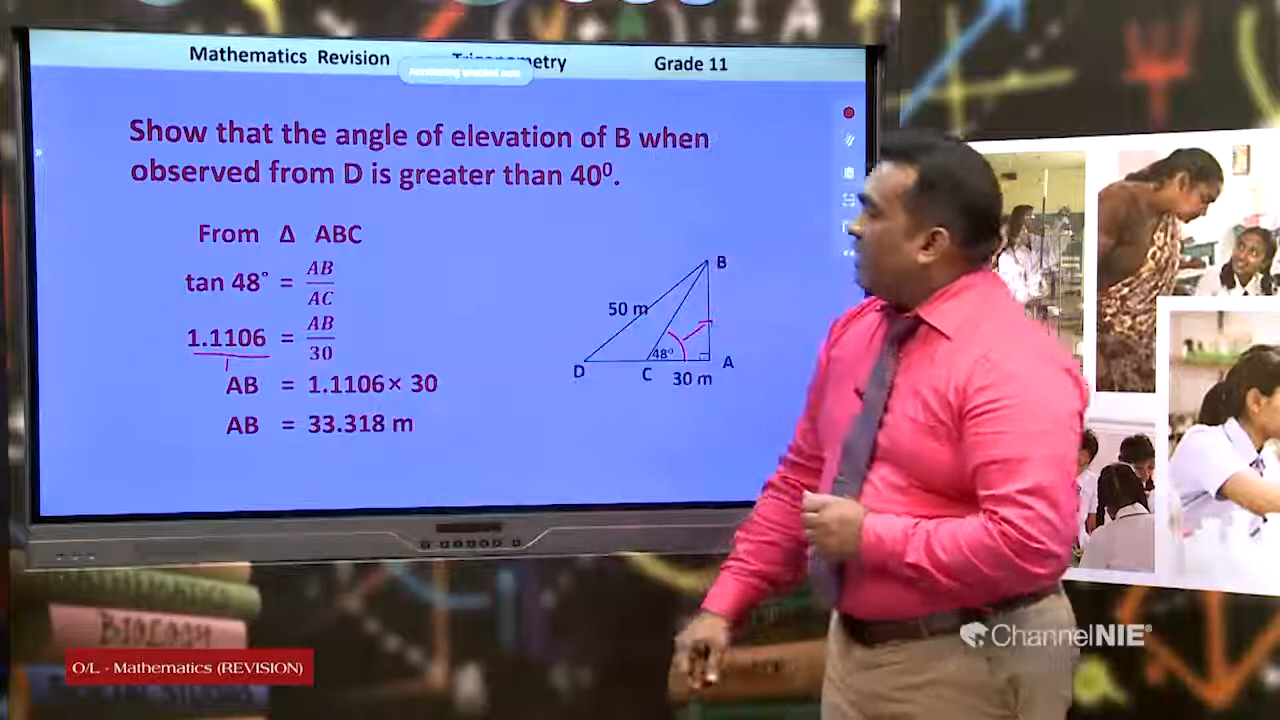 Mathematics Revision Trigonometry Grade 11
Annotating
Show that the angle of elevation of B when
observed from D is greater than 40⁰.
From Δ ABC
tan 48° = AB/AC
1.1106 = AB/30
AB = 1.1106× 30
AB = 33.318 m
B
50 m
48⁰
D
C
30 m
A
BIOLOGY
O/L - Mathematics (REVISION)
ChannelNIE